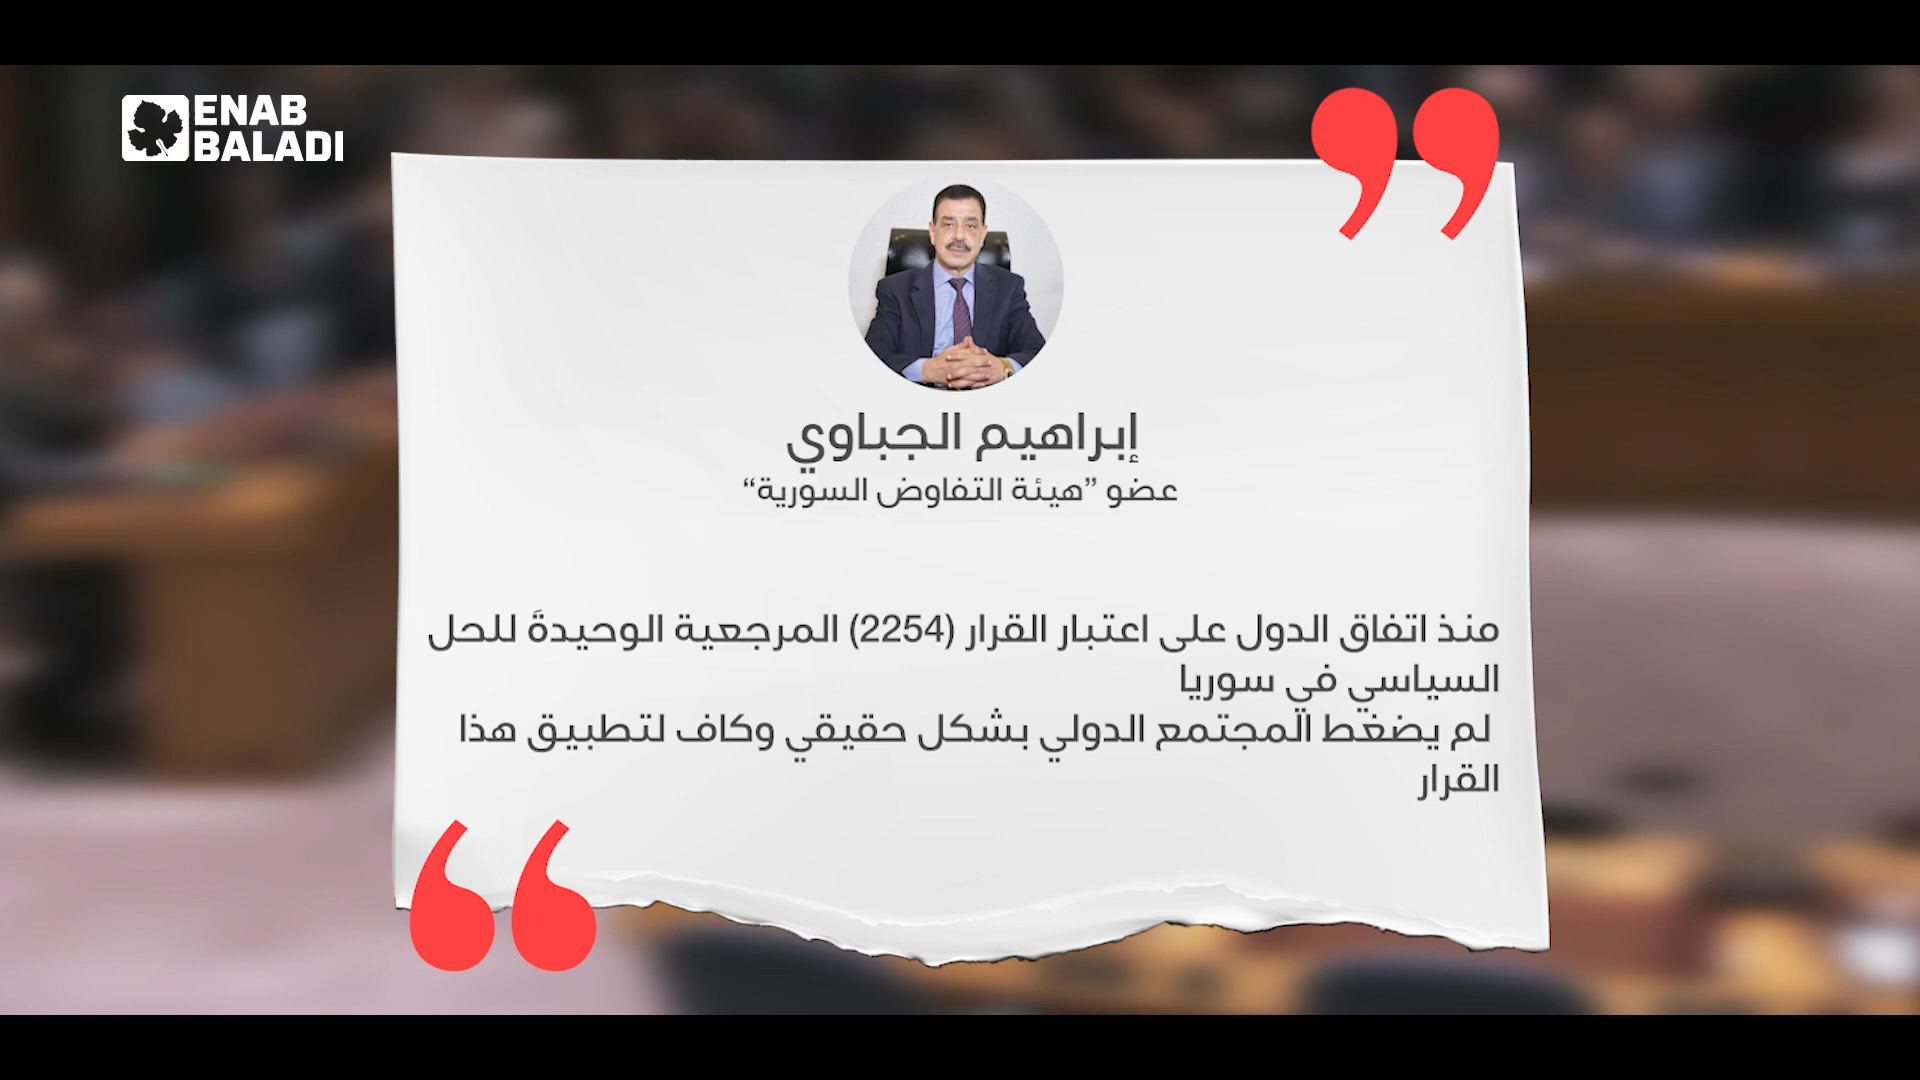 ENAB
BALADI
إبراهيم الجباوي
عضو ”هيئة التفاوض السورية“
منذ اتفاق الدول على اعتبار القرار (2254) المرجعية الوحيدةَ للحل
السياسي في سوريا
لم يضغط المجتمع الدولي بشكل حقيقي وكاف لتطبيق هذا
القرار